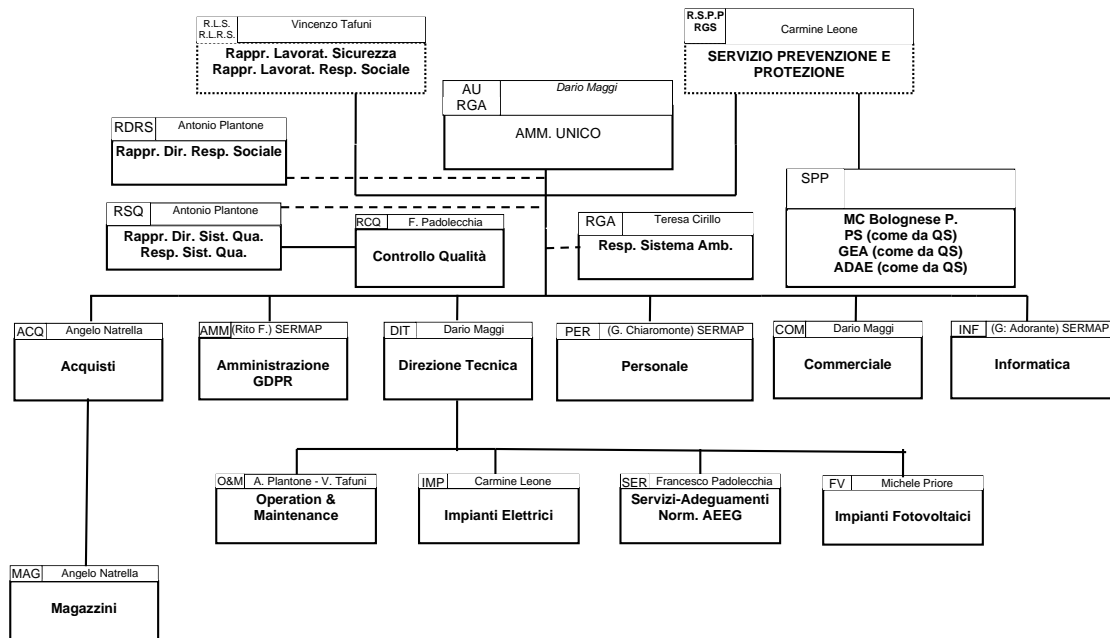 R.L.S.
R.L.R.S.
Vincenzo Tafuni
Rappr. Lavorat. Sicurezza
Rappr. Lavorat. Resp. Sociale
R.S.P.P
RGS
Carmine Leone
SERVIZIO PREVENZIONE E
PROTEZIONE
AU
RGA
Dario Maggi
AMM. UNICO
RDRS
Antonio Plantone
Rappr. Dir. Resp. Sociale
SPP
MC Bolognese P.
PS (come da QS)
GEA (come da QS)
ADAE (come da QS)
RSQ
Antonio Plantone
Rappr. Dir. Sist. Qua.
Resp. Sist. Qua.
RCQ
F. Padolecchia
Controllo Qualità
RGA
Teresa Cirillo
Resp. Sistema Amb.
ACQ
Angelo Natrella
Acquisti
AMM
(Rito F.) SERMAP
Amministrazione
GDPR
DIT
Dario Maggi
Direzione Tecnica
PER
(G. Chiaromonte) SERMAP
Personale
COM
Dario Maggi
Commerciale
INF
(G: Adorante) SERMAP
Informatica
O&M
A. Plantone - V. Tafuni
Operation &
Maintenance
IMP
Carmine Leone
Impianti Elettrici
SER
Francesco Padolecchia
Servizi-Adeguamenti
Norm. AEEG
FV
Michele Priore
Impianti Fotovoltaici
MAG
Angelo Natrella
Magazzini